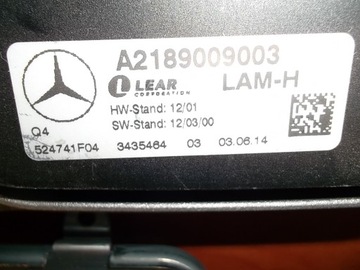 A2189009003
LEAR
CORPORATION
LAM-H
HW-Stand: 12/01
SW-Stand: 12/03/00
Q4
524741F04 3435464 03 03.06.14